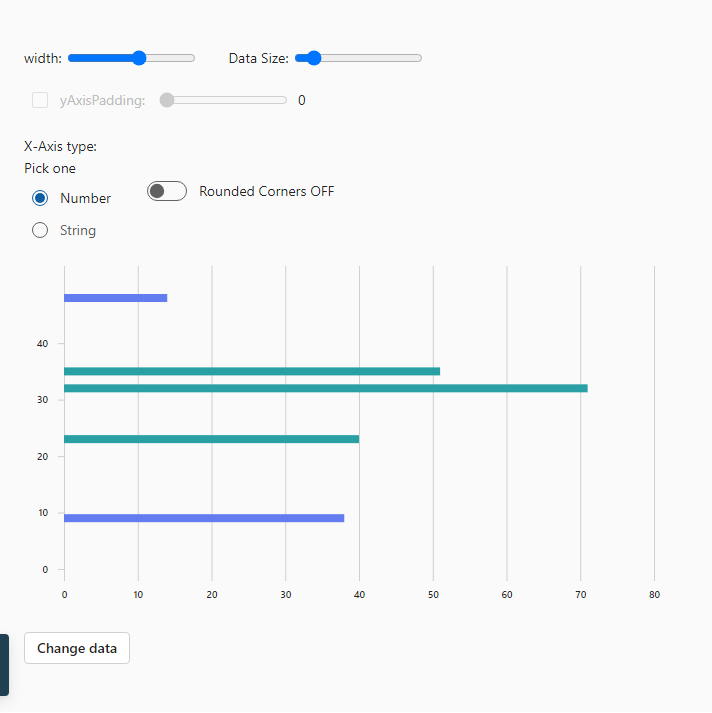 width: Data Size:
yAxisPadding: 0
X-Axis type:
Pick one
Number Rounded Corners OFF
String
40
30
20
10
0
0 10 20 30 40 50 60 70 80
Change data